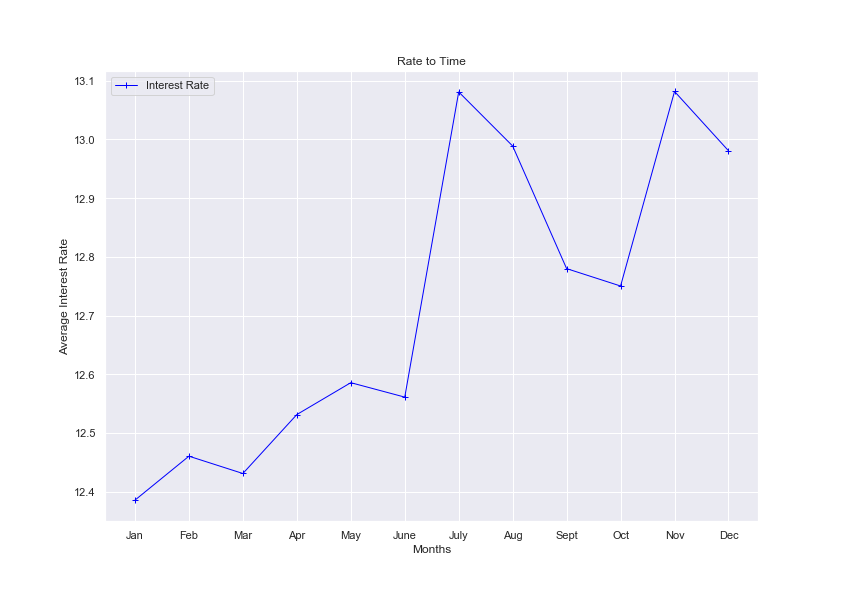 Rate to Time
Interest Rate
Average Interest Rate
13.1
13.0
12.9
12.8
12.7
12.6
12.5
12.4
Jan Feb Mar Apr May June July Aug Sept Oct Nov Dec
Months